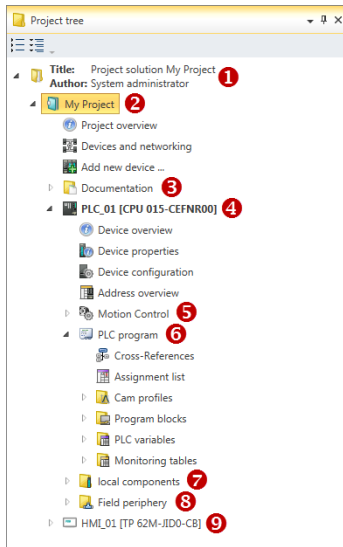 Project tree
Title: Project solution My Project 1
Author: System administrator
My Project 2
Project overview
Devices and networking
Add new device ...
Documentation 3
PLC_01 [CPU 015-CEFNR00] 4
Device overview
Device properties
Device configuration
Address overview
Motion Control 5
PLC program 6
Cross-References
Assignment list
Cam profiles
Program blocks
PLC variables
Monitoring tables
local components 7
Field periphery 8
HMI_01 [TP 62M-JID0-CB] 9